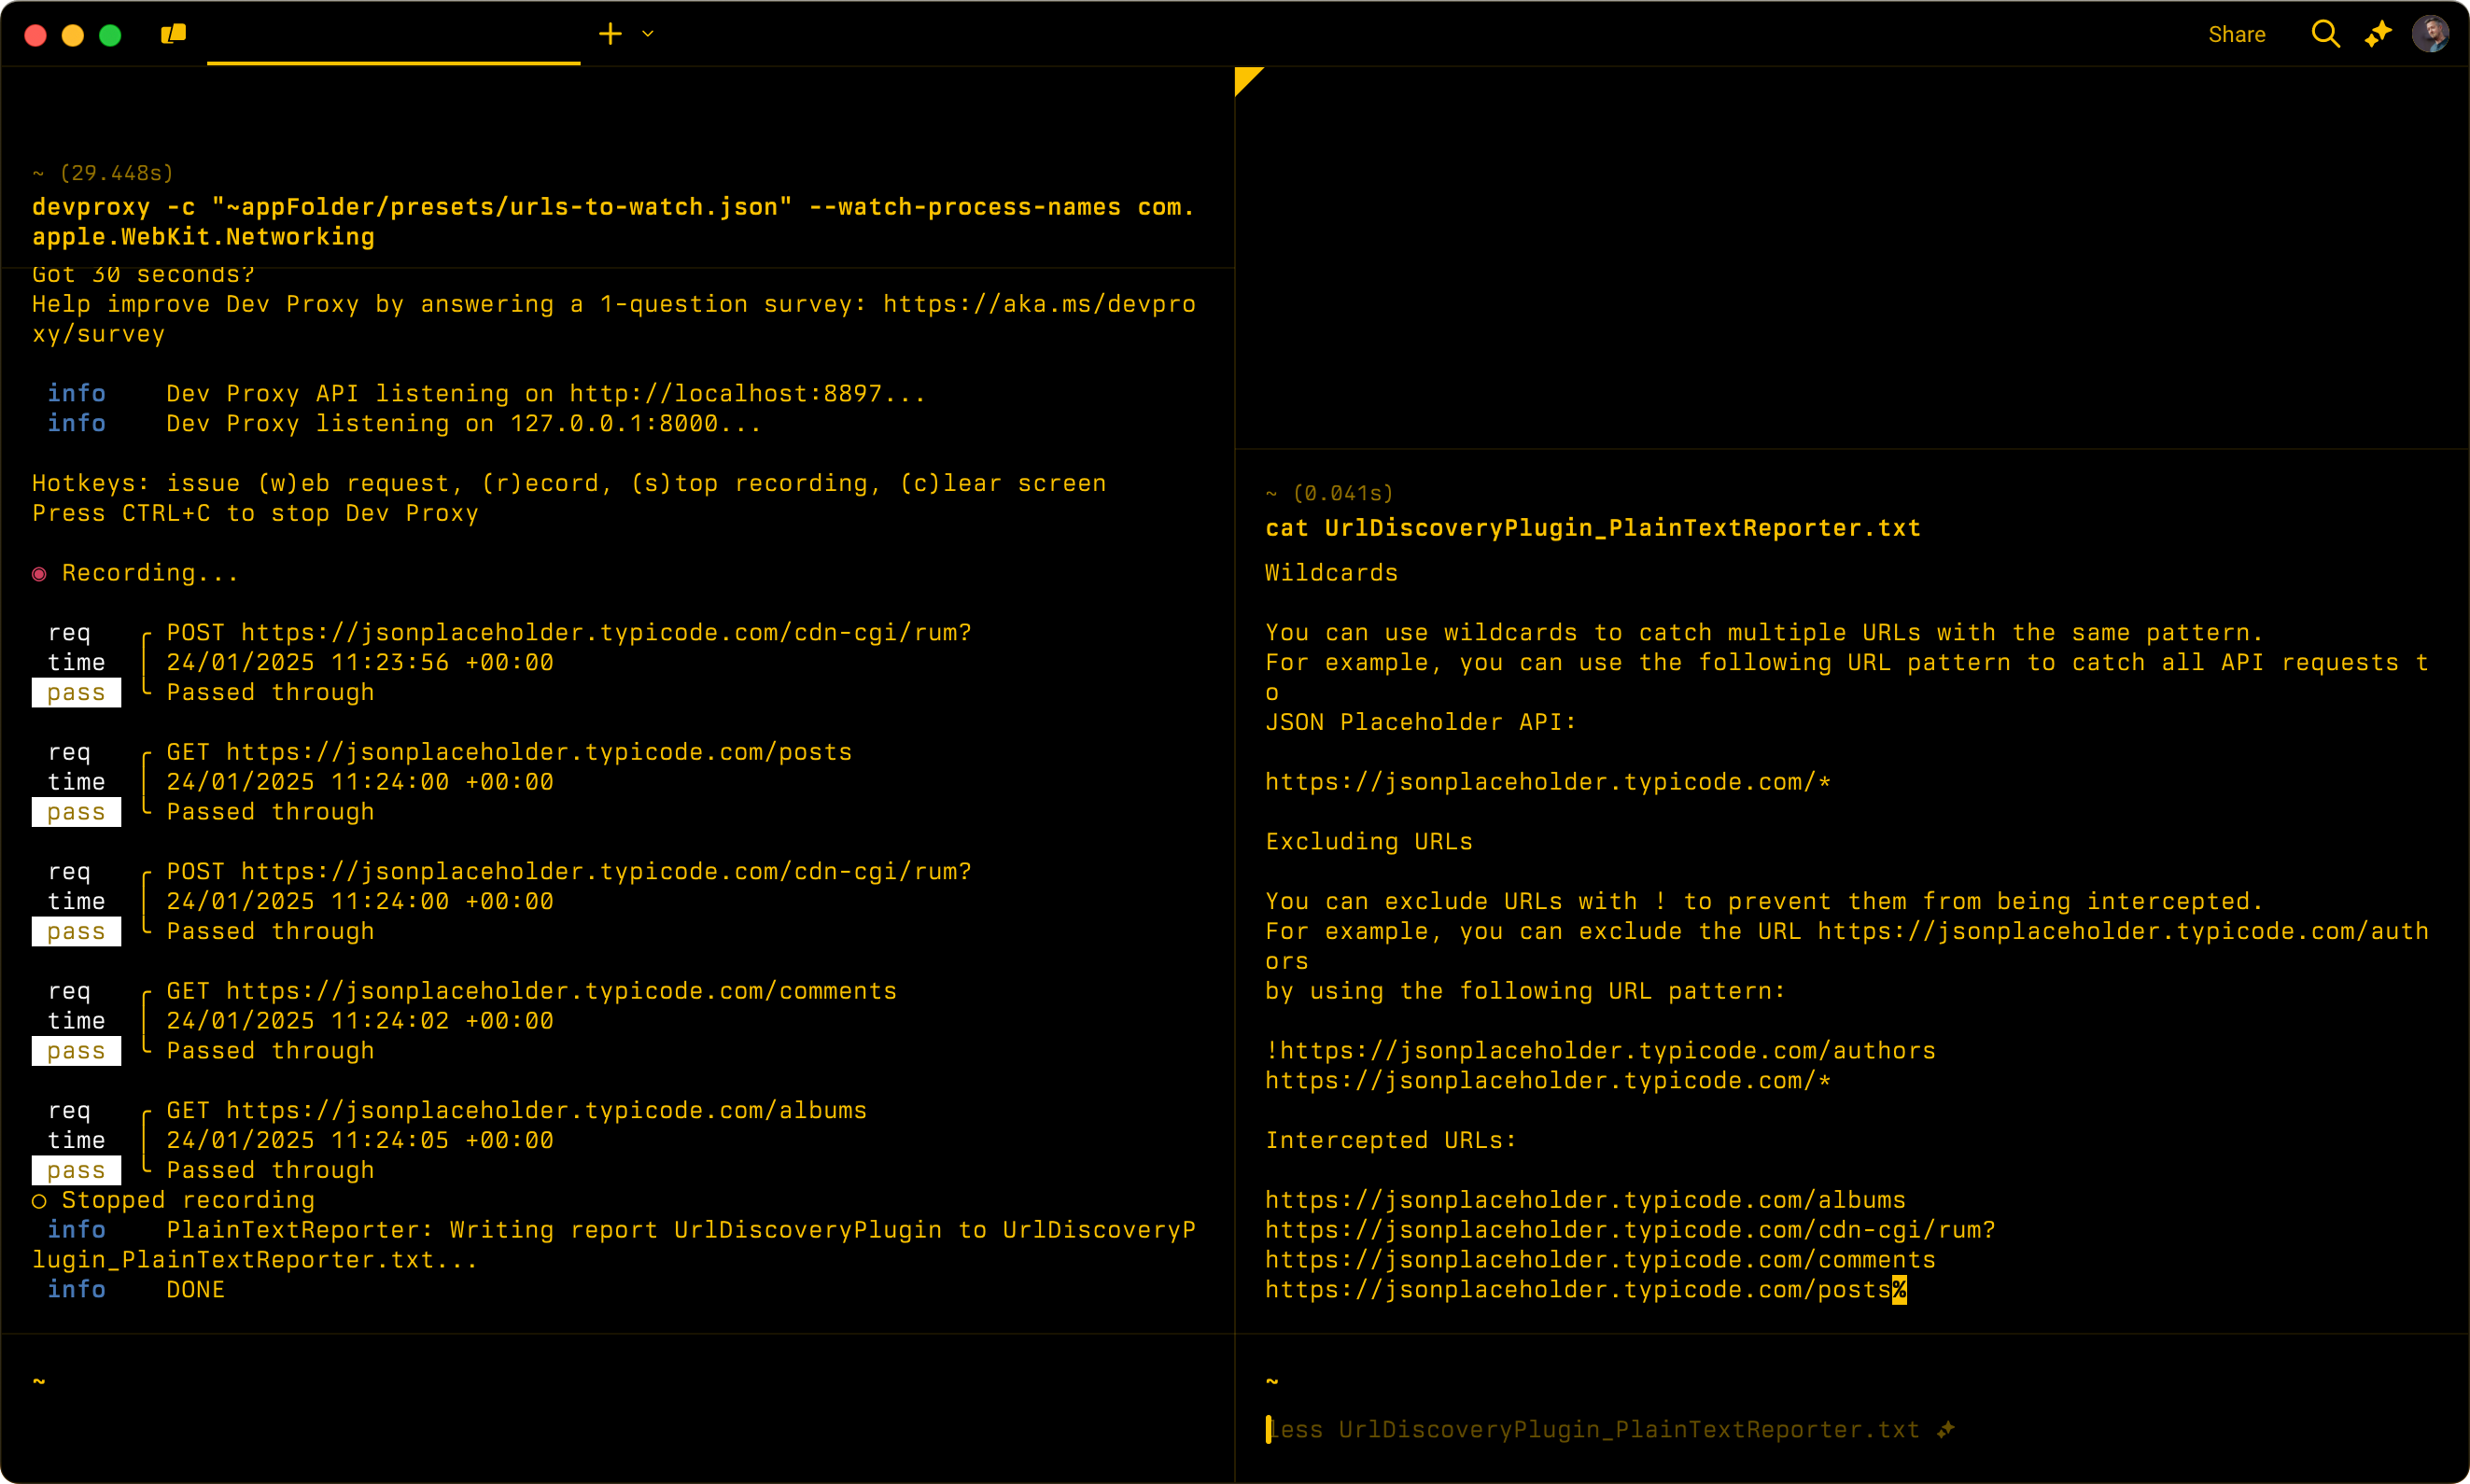 Share
~ (29.448s)
devproxy -c "~appFolder/presets/urls-to-watch.json" --watch-process-names com.
apple.WebKit.Networking
Got 30 seconds?
Help improve Dev Proxy by answering a 1-question survey: https://aka.ms/devpro
xy/survey
info Dev Proxy API listening on http://localhost:8897...
info Dev Proxy listening on 127.0.0.1:8000...
Hotkeys: issue (w)eb request, (r)ecord, (s)top recording, (c)lear screen
Press CTRL+C to stop Dev Proxy
◉ Recording...
req ╭ POST https://jsonplaceholder.typicode.com/cdn-cgi/rum?
time │ 24/01/2025 11:23:56 +00:00
pass ╰ Passed through
req ╭ GET https://jsonplaceholder.typicode.com/posts
time │ 24/01/2025 11:24:00 +00:00
pass ╰ Passed through
req ╭ POST https://jsonplaceholder.typicode.com/cdn-cgi/rum?
time │ 24/01/2025 11:24:00 +00:00
pass ╰ Passed through
req ╭ GET https://jsonplaceholder.typicode.com/comments
time │ 24/01/2025 11:24:02 +00:00
pass ╰ Passed through
req ╭ GET https://jsonplaceholder.typicode.com/albums
time │ 24/01/2025 11:24:05 +00:00
pass ╰ Passed through
○ Stopped recording
info PlainTextReporter: Writing report UrlDiscoveryPlugin to UrlDiscoveryP
lugin_PlainTextReporter.txt...
info DONE
~
~ (0.041s)
cat UrlDiscoveryPlugin_PlainTextReporter.txt
Wildcards
You can use wildcards to catch multiple URLs with the same pattern.
For example, you can use the following URL pattern to catch all API requests t
o
JSON Placeholder API:
https://jsonplaceholder.typicode.com/*
Excluding URLs
You can exclude URLs with ! to prevent them from being intercepted.
For example, you can exclude the URL https://jsonplaceholder.typicode.com/auth
ors
by using the following URL pattern:
!https://jsonplaceholder.typicode.com/authors
https://jsonplaceholder.typicode.com/*
Intercepted URLs:
https://jsonplaceholder.typicode.com/albums
https://jsonplaceholder.typicode.com/cdn-cgi/rum?
https://jsonplaceholder.typicode.com/comments
https://jsonplaceholder.typicode.com/posts%
~
less UrlDiscoveryPlugin_PlainTextReporter.txt